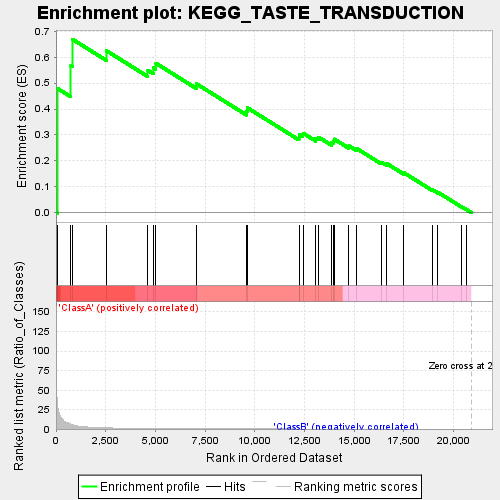 Enrichment plot: KEGG_TASTE_TRANSDUCTION
Enrichment score (ES)
0.7
0.6
0.5
0.4
0.3
0.2
0.1
0.0
'ClassA' (positively correlated)
Ranked list metric (Ratio_of_Classes)
150
125
100
75
50
25
0
Zero cross at 2
'ClassB' (negatively correlated)
0 2,500 5,000 7,500 10,000 12,500 15,000 17,500 20,000
Rank in Ordered Dataset
Enrichment profile Hits Ranking metric scores